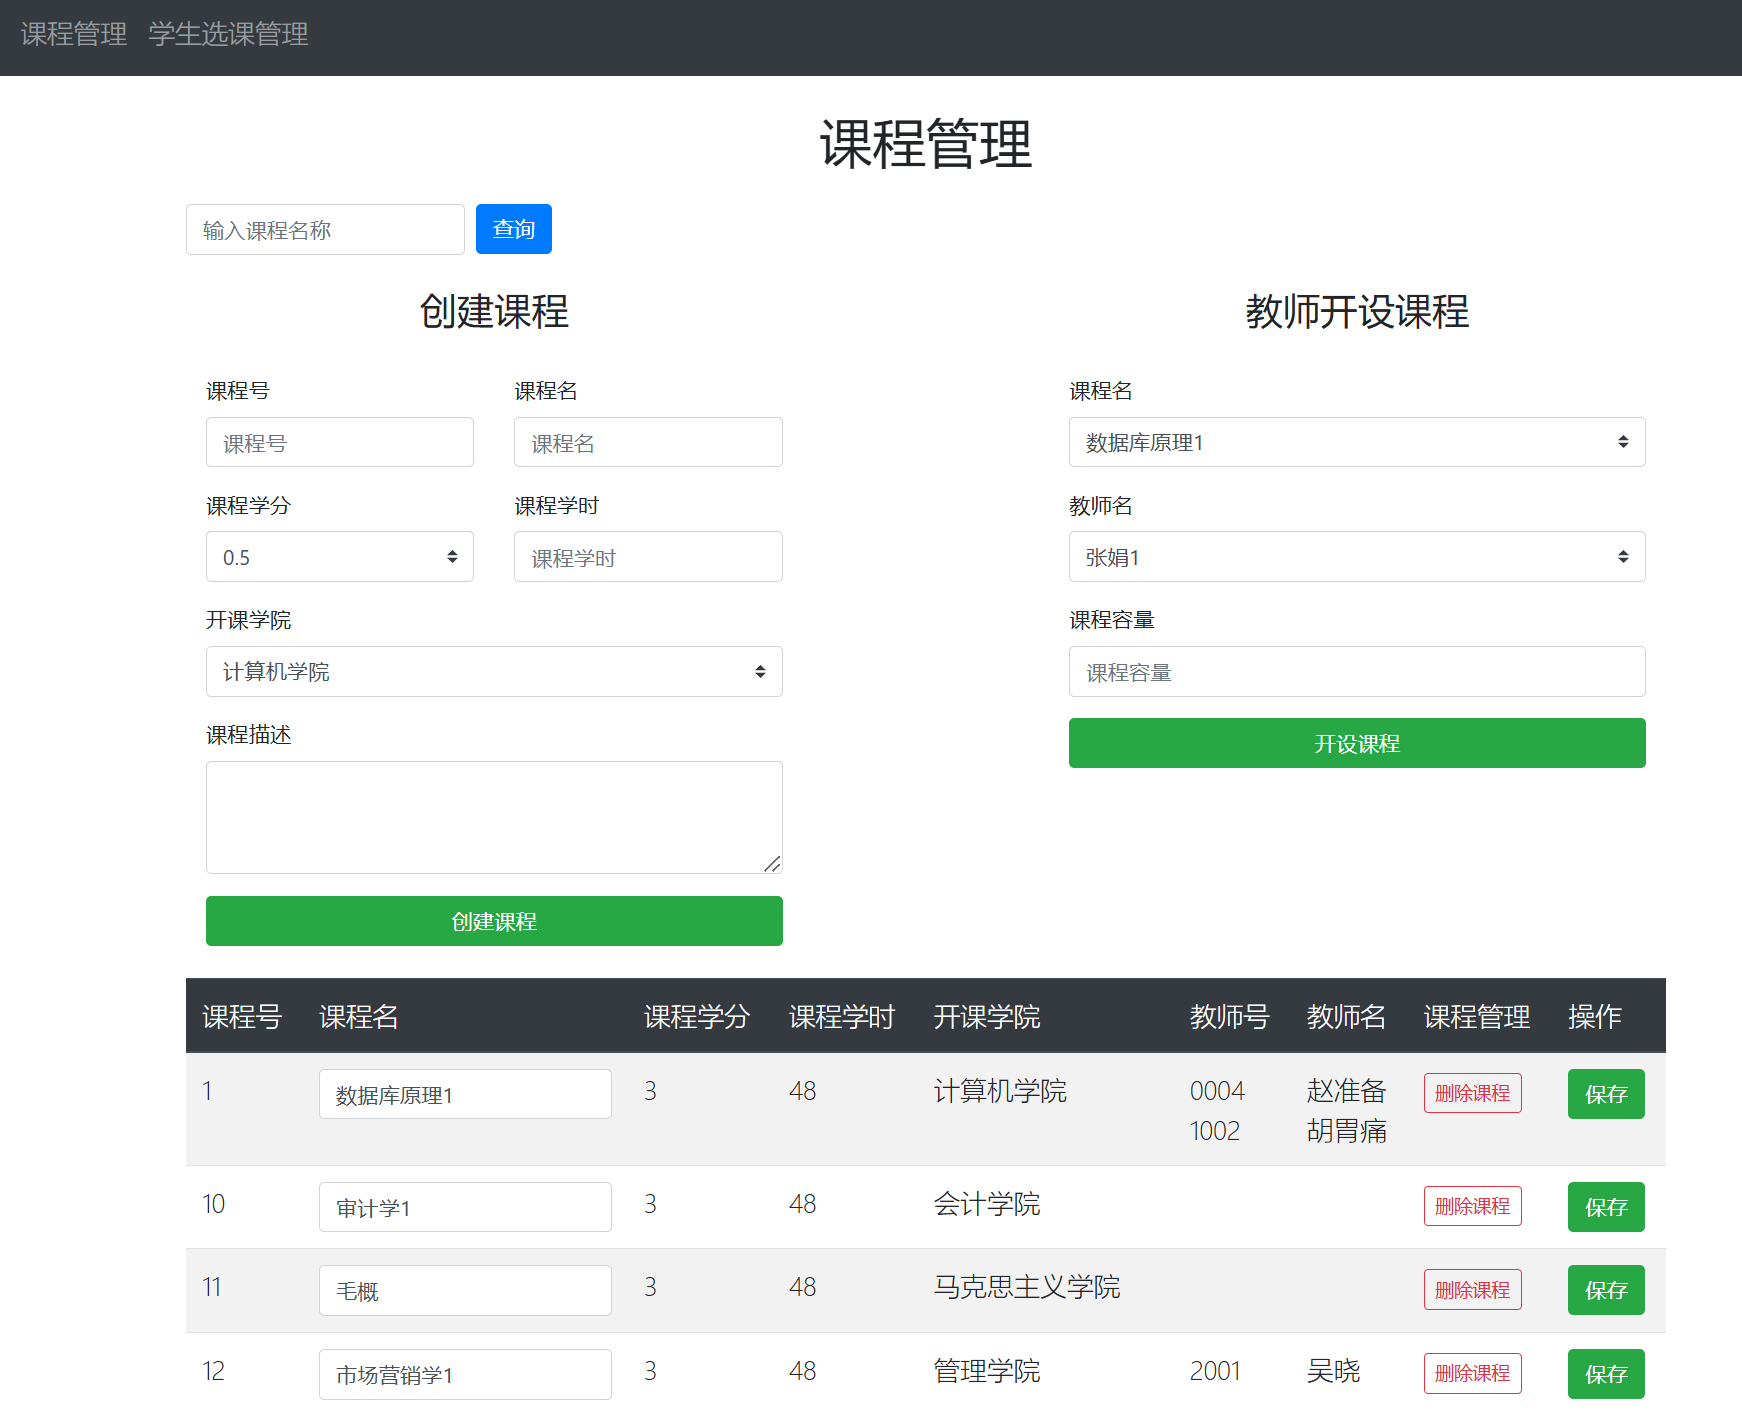 课程管理 学生选课管理
课程管理
输入课程名称 查询
创建课程
课程号 课程名
课程号 课程名
课程学分 课程学时
0.5 课程学时
开课学院
计算机学院
课程描述
创建课程
教师开设课程
课程名
数据库原理1
教师名
张娟1
课程容量
课程容量
开设课程
课程号 课程名 课程学分 课程学时 开课学院 教师号 教师名 课程管理 操作
1 数据库原理1 3 48 计算机学院 0004 赵准备 删除课程 保存
1002 胡胃痛
10 审计学1 3 48 会计学院 删除课程 保存
11 毛概 3 48 马克思主义学院 删除课程 保存
12 市场营销学1 3 48 管理学院 2001 吴晓 删除课程 保存